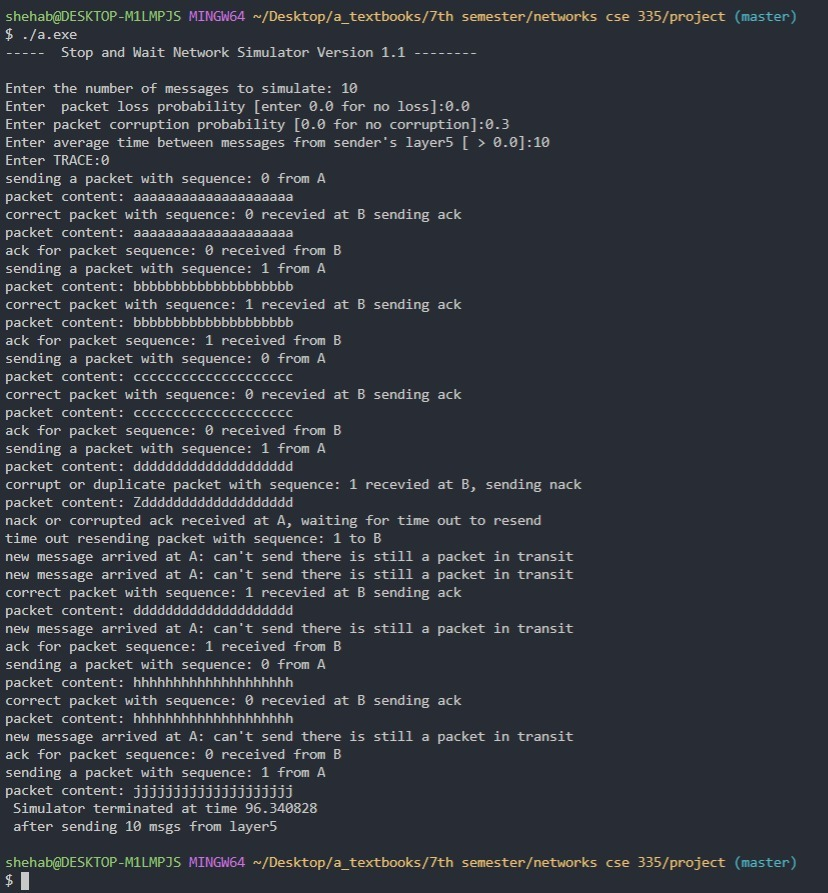 shehab@DESKTOP-M1LMPJS MINGW64 ~/Desktop/a_textbooks/7th semester/networks cse 335/project (master)
$ ./a.exe
-----  Stop and Wait Network Simulator Version 1.1 --------
Enter the number of messages to simulate: 10
Enter  packet loss probability [enter 0.0 for no loss]:0.0
Enter packet corruption probability [0.0 for no corruption]:0.3
Enter average time between messages from sender's layer5 [ > 0.0]:10
Enter TRACE:0
sending a packet with sequence: 0 from A
packet content: aaaaaaaaaaaaaaaaaaaa
correct packet with sequence: 0 recevied at B sending ack
packet content: aaaaaaaaaaaaaaaaaaaa
ack for packet sequence: 0 received from B
sending a packet with sequence: 1 from A
packet content: bbbbbbbbbbbbbbbbbbbb
correct packet with sequence: 1 recevied at B sending ack
packet content: bbbbbbbbbbbbbbbbbbbb
ack for packet sequence: 1 received from B
sending a packet with sequence: 0 from A
packet content: cccccccccccccccccccc
correct packet with sequence: 0 recevied at B sending ack
packet content: cccccccccccccccccccc
ack for packet sequence: 0 received from B
sending a packet with sequence: 1 from A
packet content: dddddddddddddddddddd
corrupt or duplicate packet with sequence: 1 recevied at B, sending nack
packet content: Zddddddddddddddddddd
nack or corrupted ack received at A, waiting for time out to resend
time out resending packet with sequence: 1 to B
new message arrived at A: can't send there is still a packet in transit
new message arrived at A: can't send there is still a packet in transit
correct packet with sequence: 1 recevied at B sending ack
packet content: dddddddddddddddddddd
new message arrived at A: can't send there is still a packet in transit
ack for packet sequence: 1 received from B
sending a packet with sequence: 0 from A
packet content: hhhhhhhhhhhhhhhhhhhh
correct packet with sequence: 0 recevied at B sending ack
packet content: hhhhhhhhhhhhhhhhhhhh
new message arrived at A: can't send there is still a packet in transit
ack for packet sequence: 0 received from B
sending a packet with sequence: 1 from A
packet content: jjjjjjjjjjjjjjjjjjjj
 Simulator terminated at time 96.340828
 after sending 10 msgs from layer5
shehab@DESKTOP-M1LMPJS MINGW64 ~/Desktop/a_textbooks/7th semester/networks cse 335/project (master)
$